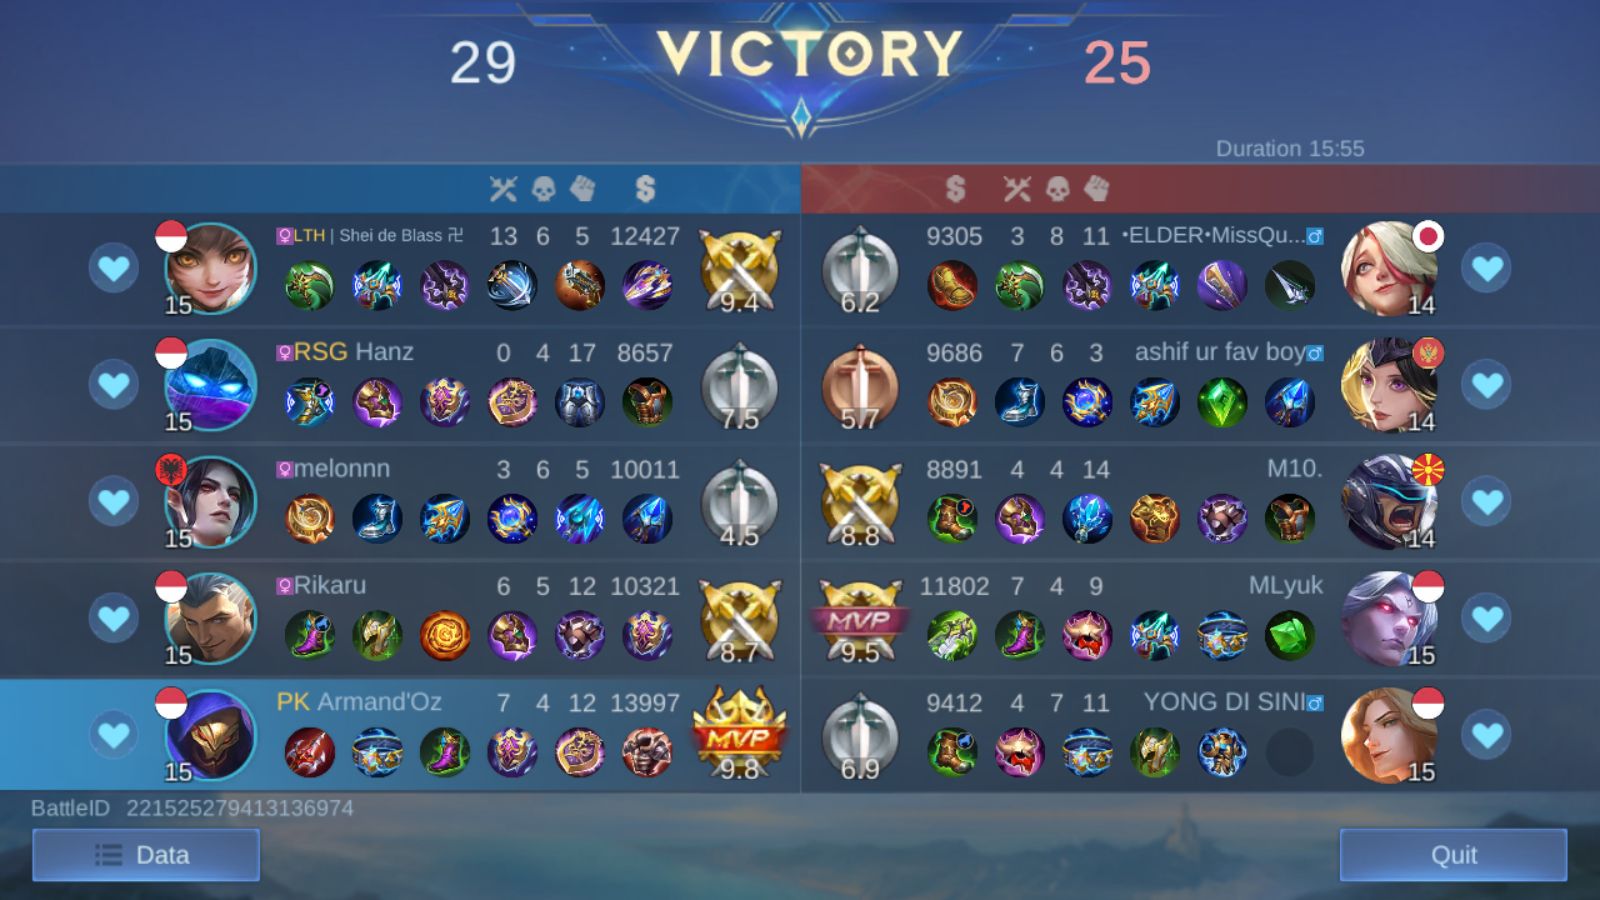 29 VICTORY 25
Duration 15:55
LTH | Shei de Blass 卍 13 6 5 12427
15 9.4
9305 3 8 11 •ELDER•MissQu...
6.2 14
RSG Hanz 0 4 17 8657
15 7.5
9686 7 6 3 ashif ur fav boy
5.7 14
melonnn 3 6 5 10011
15 4.5
8891 4 4 14 M10.
8.8 14
Rikaru 6 5 12 10321
15 8.7
11802 7 4 9 MLyuk
MVP 9.5 15
PK Armand'Oz 7 4 12 13997
15 MVP 9.8
9412 4 7 11 YONG DI SINI
6.9 15
BattleID 221525279413136974
Data
Quit